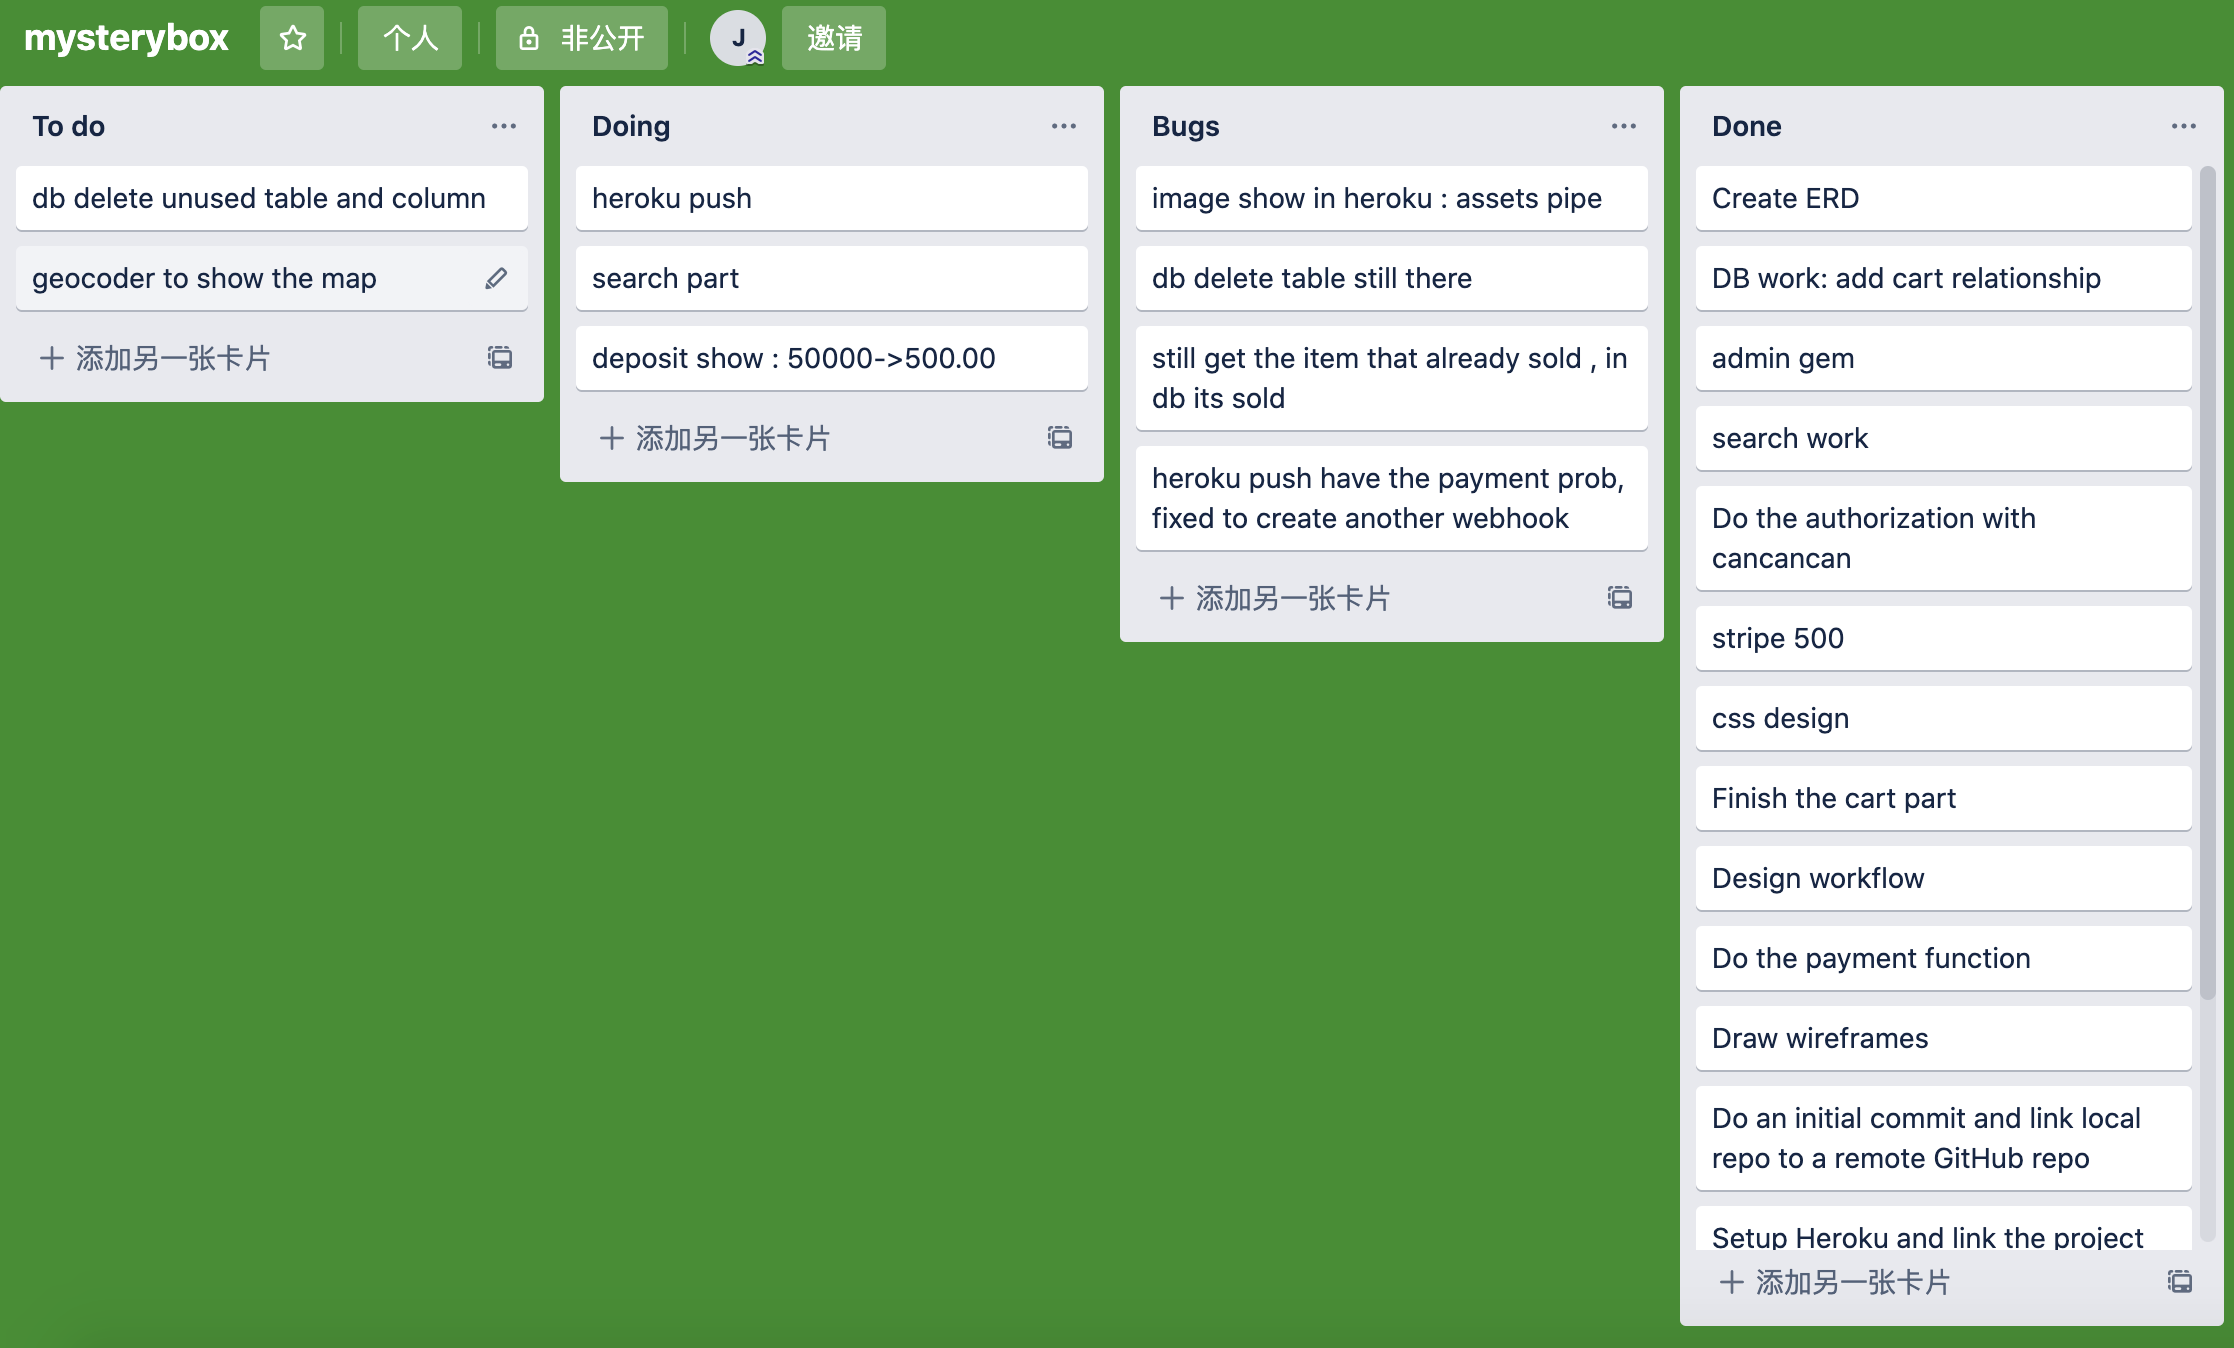 mysterybox
个人
非公开
J
邀请
To do
db delete unused table and column
geocoder to show the map
添加另一张卡片
Doing
heroku push
search part
deposit show : 50000->500.00
添加另一张卡片
Bugs
image show in heroku : assets pipe
db delete table still there
still get the item that already sold , in
db its sold
heroku push have the payment prob,
fixed to create another webhook
添加另一张卡片
Done
Create ERD
DB work: add cart relationship
admin gem
search work
Do the authorization with
cancancan
stripe 500
css design
Finish the cart part
Design workflow
Do the payment function
Draw wireframes
Do an initial commit and link local
repo to a remote GitHub repo
Setup Heroku and link the project
添加另一张卡片